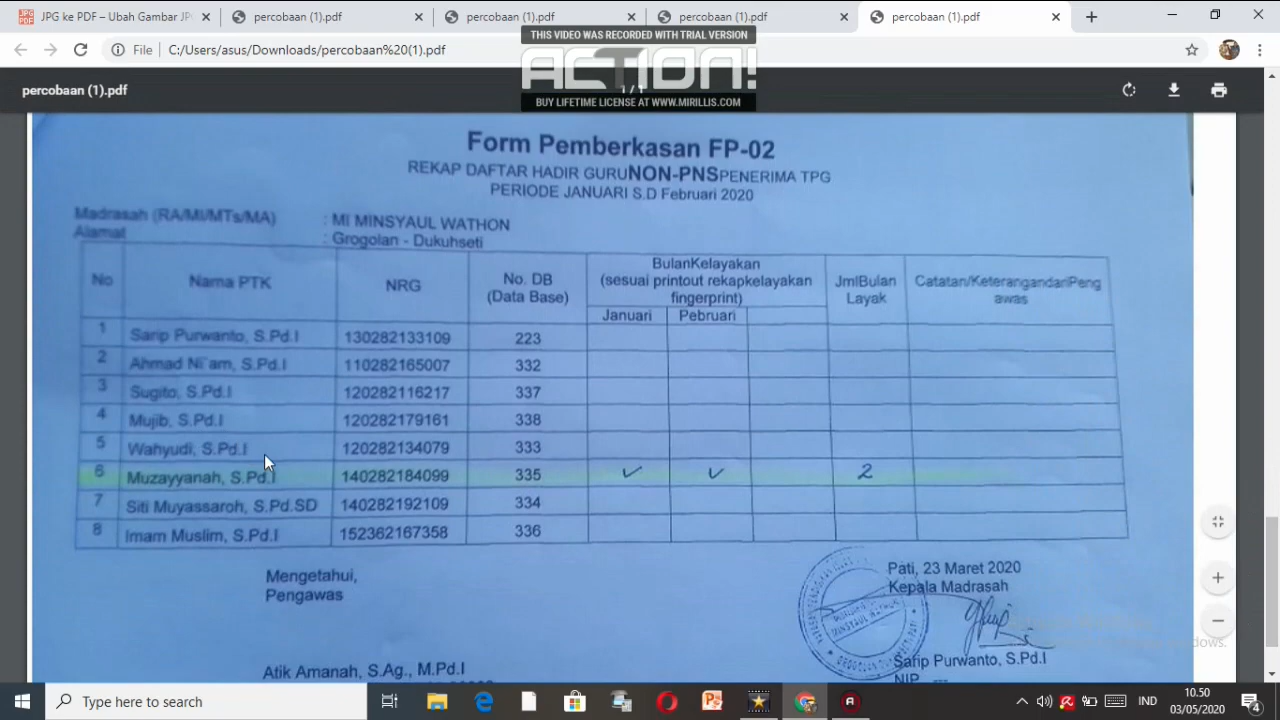 JPG ke PDF – Ubah Gambar JP
percobaan (1).pdf
percobaan (1).pdf
percobaan (1).pdf
percobaan (1).pdf
File
C:/Users/asus/Downloads/percobaan%20(1).pdf
THIS VIDEO WAS RECORDED WITH TRIAL VERSION
ACTION!
BUY LIFETIME LICENSE AT WWW.MIRILLIS.COM
percobaan (1).pdf
1 / 1
Form Pemberkasan FP-02
REKAP DAFTAR HADIR GURUNON-PNSPENERIMA TPG
PERIODE JANUARI S.D Februari 2020
Madrasah (RA/MI/MTs/MA) : MI MINSYAUL WATHON
Alamat : Grogolan - Dukuhseti
No Nama PTK NRG No. DB (Data Base) BulanKelayakan (sesuai printout rekapkelayakan fingerprint) JmlBulan Layak Catatan/KeterangandariPengawas
Januari Pebruari
1 Sarip Purwanto, S.Pd.I 130282133109 223
2 Ahmad Ni`am, S.Pd.I 110282165007 332
3 Sugito, S.Pd.I 120282116217 337
4 Mujib, S.Pd.I 120282179161 338
5 Wahyudi, S.Pd.I 120282134079 333
6 Muzayyanah, S.Pd.I 140282184099 335 ✓ ✓ 2
7 Siti Muyassaroh, S.Pd.SD 140282192109 334
8 Imam Muslim, S.Pd.I 152362167358 336
Mengetahui,
Pengawas
Pati, 23 Maret 2020
Kepala Madrasah
MINSYAUL WATHON
Atik Amanah, S.Ag., M.Pd.I
Sarip Purwanto, S.Pd.I
NIP. ---
Type here to search
IND
10.50
03/05/2020
4